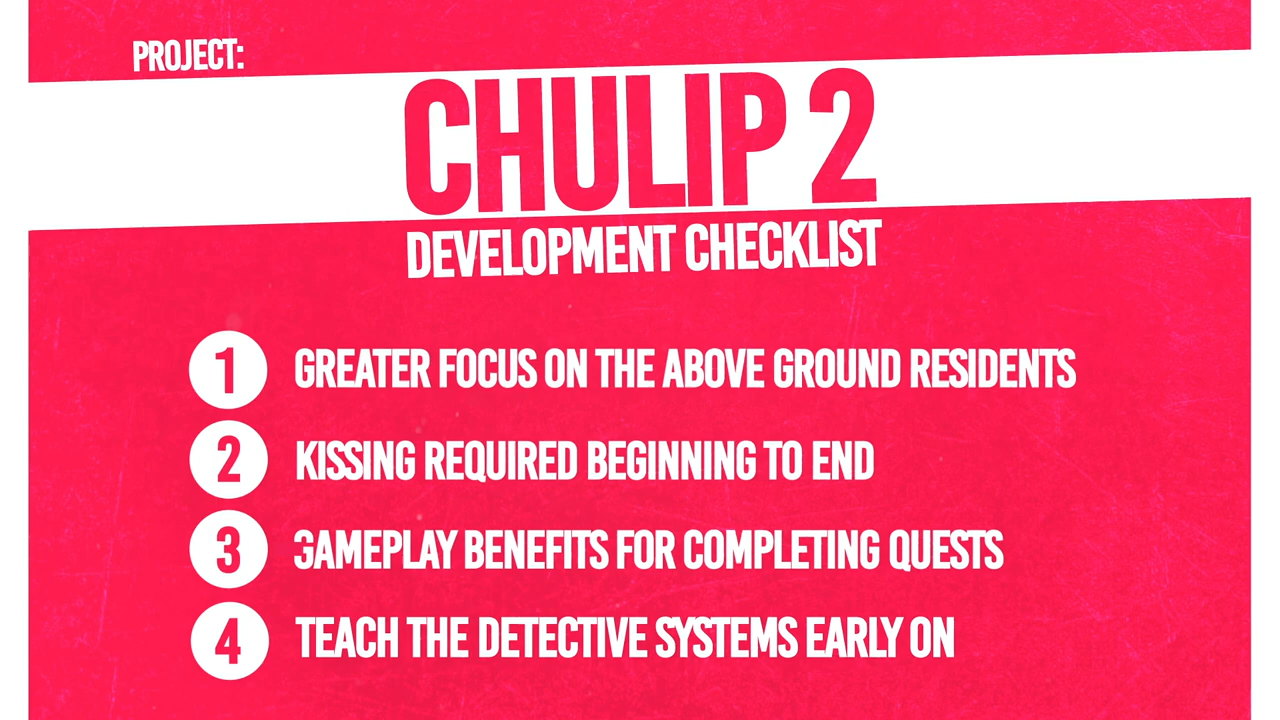 PROJECT:
CHULIP 2
DEVELOPMENT CHECKLIST
1 GREATER FOCUS ON THE ABOVE GROUND RESIDENTS
2 KISSING REQUIRED BEGINNING TO END
3 GAMEPLAY BENEFITS FOR COMPLETING QUESTS
4 TEACH THE DETECTIVE SYSTEMS EARLY ON